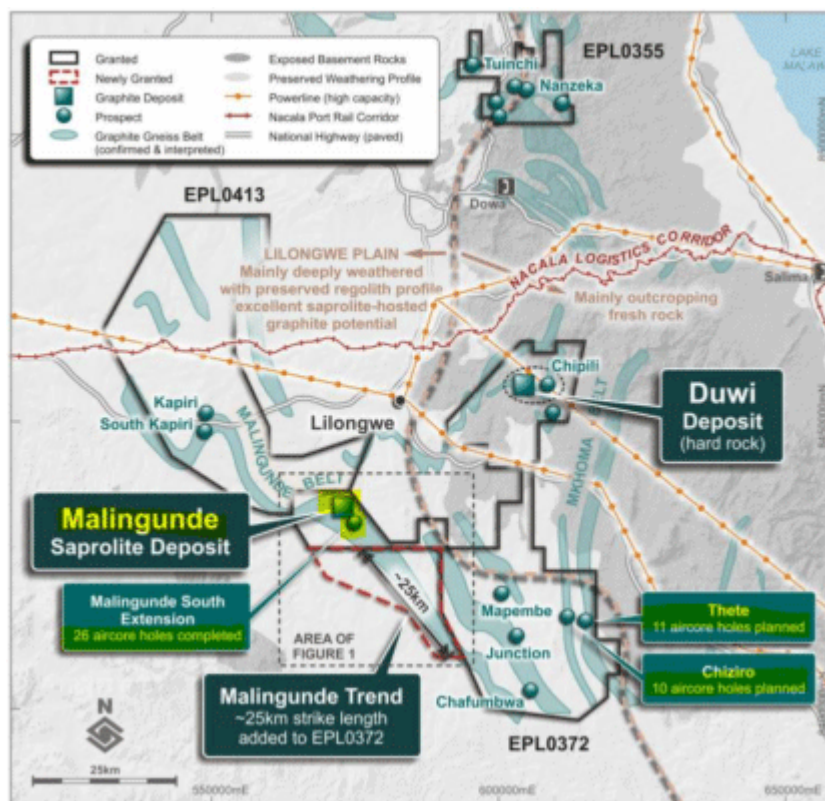 Granted
Newly Granted
Graphite Deposit
Prospect
Graphite Gneiss Belt
(confirmed & interpreted)
Exposed Basement Rocks
Preserved Weathering Profile
Powerline (high capacity)
Nacala Port Rail Corridor
National Highway (paved)
EPL0355
Tuinchi
Nanzeka
LAKE
MALAWI
EPL0413
Dowa
LILONGWE PLAIN
Mainly deeply weathered
with preserved regolith profile
excellent saprolite-hosted
graphite potential
NACALA LOGISTICS CORRIDOR
Salima
Mainly outcropping
fresh rock
Chipili
Duwi
Deposit
(hard rock)
Kapiri
South Kapiri
Lilongwe
MALINGUNDE BELT
MKHOMA BELT
Malingunde
Saprolite Deposit
Malingunde South
Extension
26 aircore holes completed
~25km
AREA OF
FIGURE 1
Mapembe
Junction
Chafumbwa
Thete
11 aircore holes planned
Chiziro
10 aircore holes planned
Malingunde Trend
~25km strike length
added to EPL0372
EPL0372
N
25km
550000mE
600000mE
650000mE